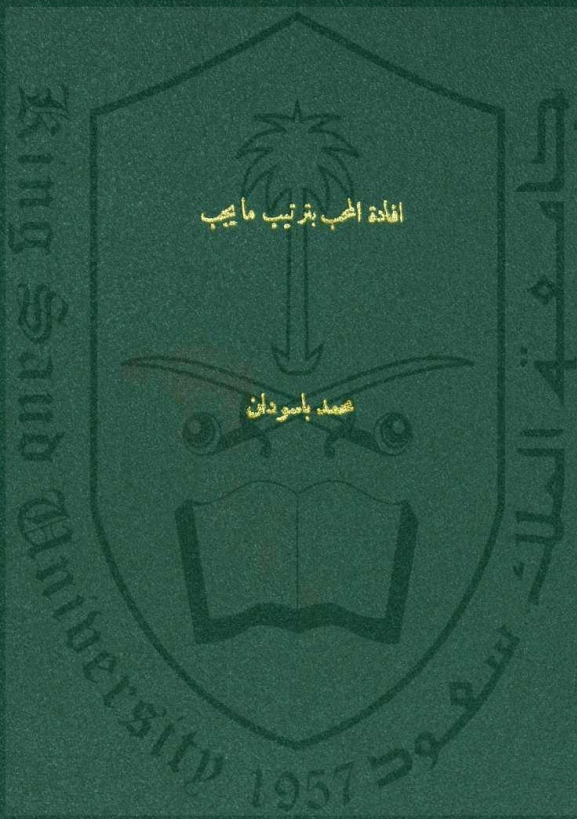 افادة المحب بترتيب ما يجب
محمد باسودان
King Saud University 1957
جامعة الملك سعود